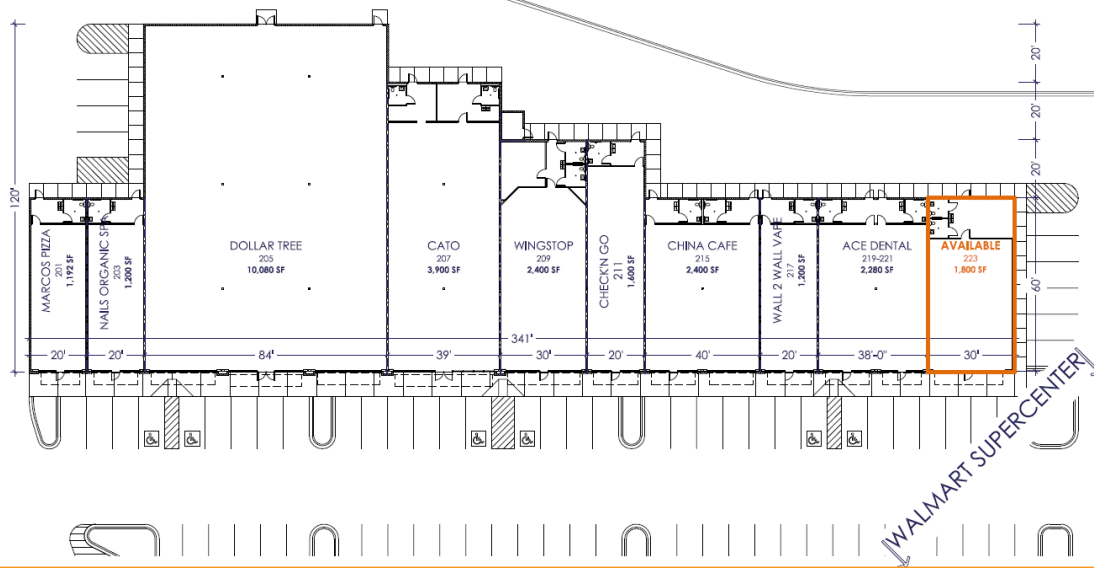 20'
20'
20'
120'
60'
MARCOS PIZZA
201
1,192 SF
NAILS ORGANIC SPA
203
1,200 SF
DOLLAR TREE
205
10,080 SF
CATO
207
3,900 SF
WINGSTOP
209
2,400 SF
CHECK'N GO
211
1,600 SF
CHINA CAFE
215
2,400 SF
WALL 2 WALL VAPE
217
1,200 SF
ACE DENTAL
219-221
2,280 SF
AVAILABLE
223
1,800 SF
341'
20'
20'
84'
39'
30'
20'
40'
20'
38'-0"
30'
WALMART SUPERCENTER